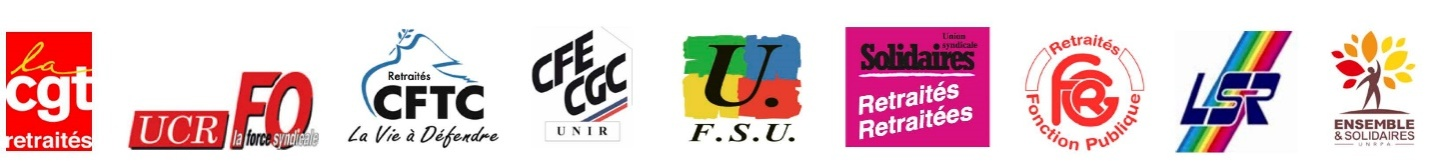 la
cgt
retraités
UCR
FO
la force syndicale
Retraités
CFTC
La Vie à Défendre
CFE
CGC
UNIR
U.
F.S.U.
Union
syndicale
Solidaires
Retraités
Retraitées
Retraités
FGR
Fonction Publique
LSR
ENSEMBLE
& SOLIDAIRES
UNRPA